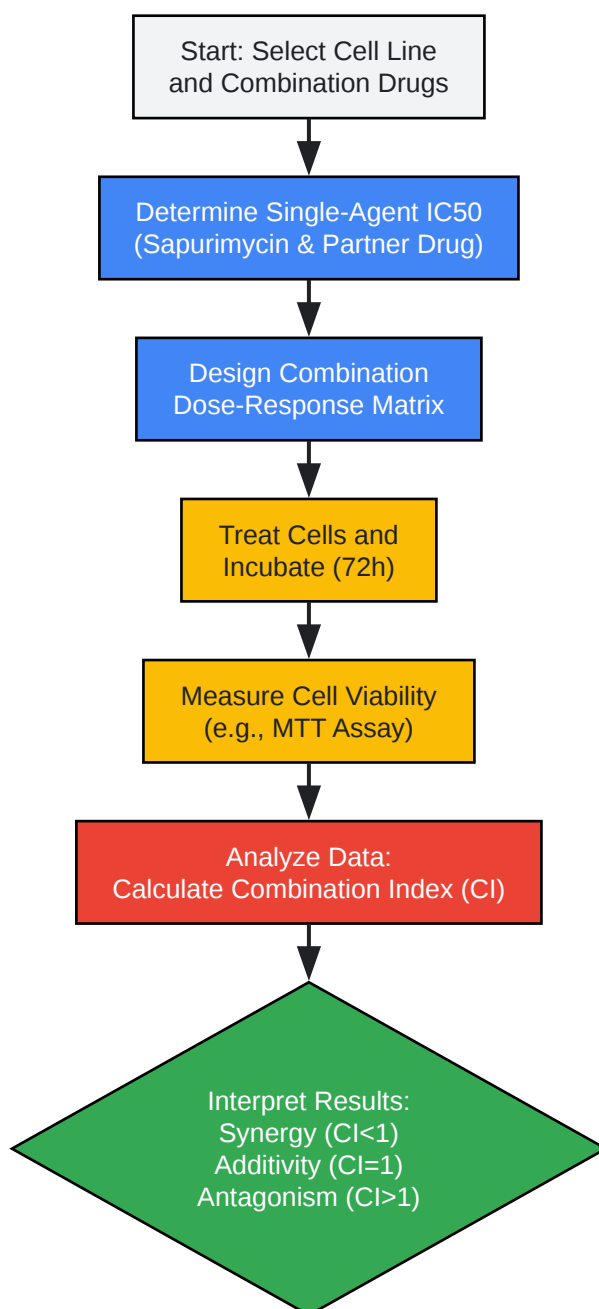 Start: Select Cell Line
and Combination Drugs
Determine Single-Agent IC50
(Sapurimycin & Partner Drug)
Design Combination
Dose-Response Matrix
Treat Cells and
Incubate (72h)
Measure Cell Viability
(e.g., MTT Assay)
Analyze Data:
Calculate Combination Index (CI)
Interpret Results:
Synergy (CI<1)
Additivity (CI=1)
Antagonism (CI>1)